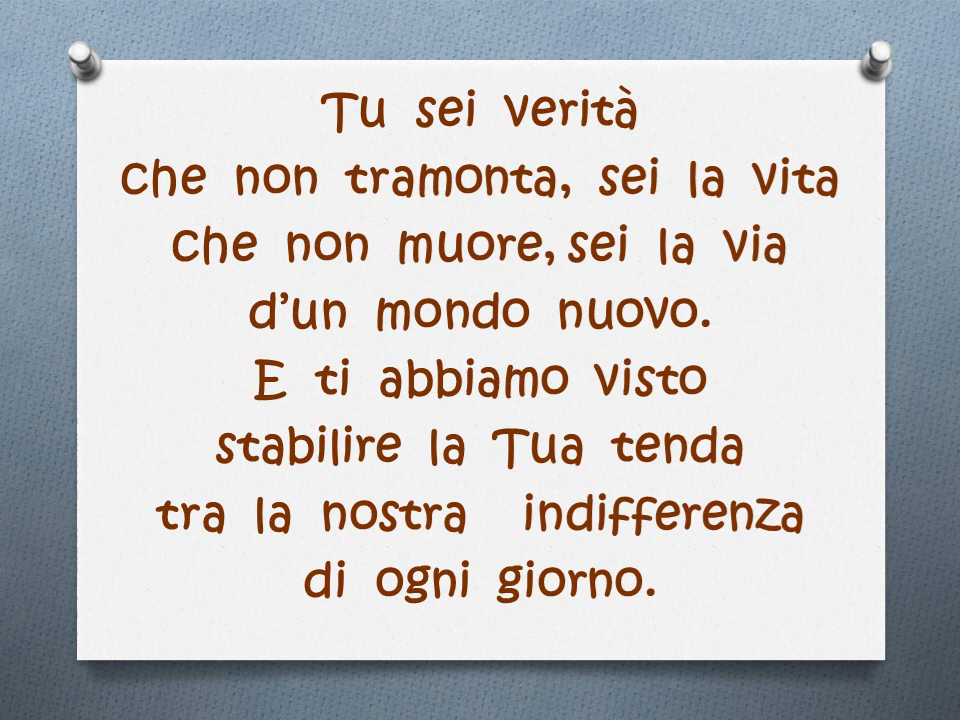 Tu sei verità
che non tramonta, sei la vita
che non muore, sei la via
d’un mondo nuovo.
E ti abbiamo visto
stabilire la Tua tenda
tra la nostra indifferenza
di ogni giorno.